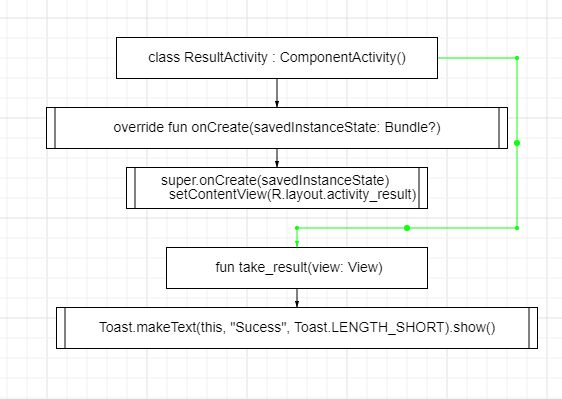 class ResultActivity : ComponentActivity()
override fun onCreate(savedInstanceState: Bundle?)
super.onCreate(savedInstanceState)
setContentView(R.layout.activity_result)
fun take_result(view: View)
Toast.makeText(this, "Sucess", Toast.LENGTH_SHORT).show()